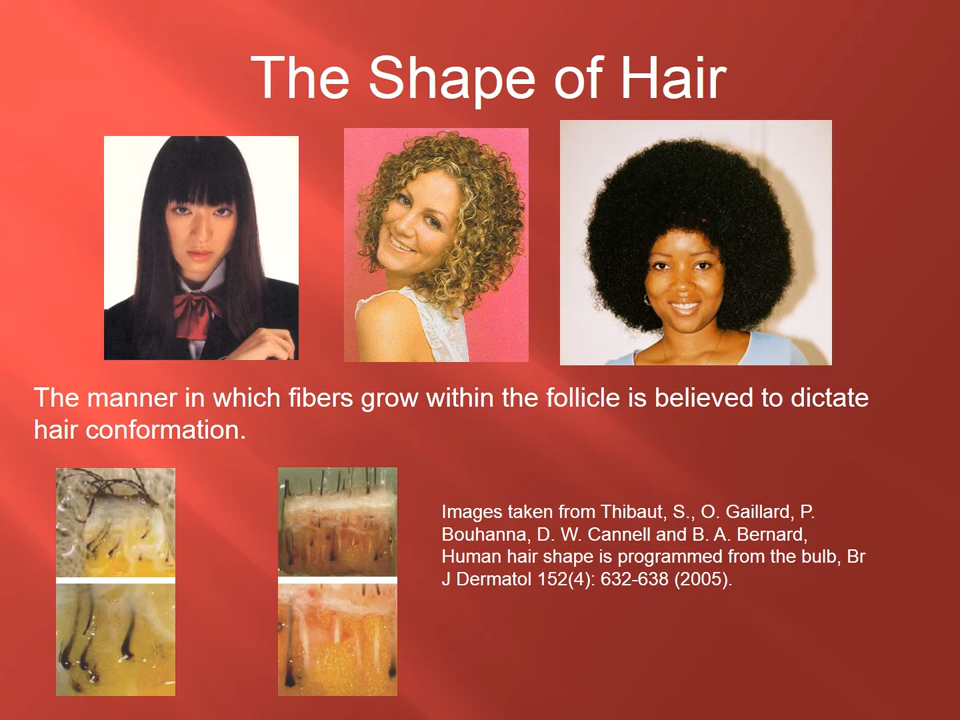 The Shape of Hair
The manner in which fibers grow within the follicle is believed to dictate
hair conformation.
Images taken from Thibaut, S., O. Gaillard, P.
Bouhanna, D. W. Cannell and B. A. Bernard,
Human hair shape is programmed from the bulb, Br
J Dermatol 152(4): 632-638 (2005).